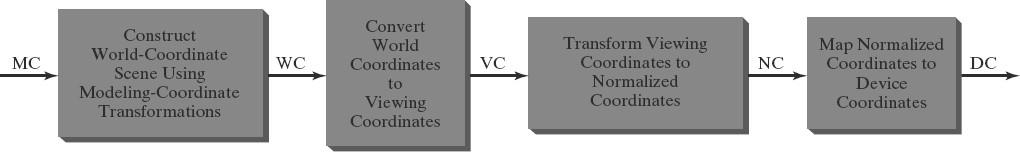 MC
Construct
World-Coordinate
Scene Using
Modeling-Coordinate
Transformations
WC
Convert
World
Coordinates
to
Viewing
Coordinates
VC
Transform Viewing
Coordinates to
Normalized
Coordinates
NC
Map Normalized
Coordinates to
Device
Coordinates
DC